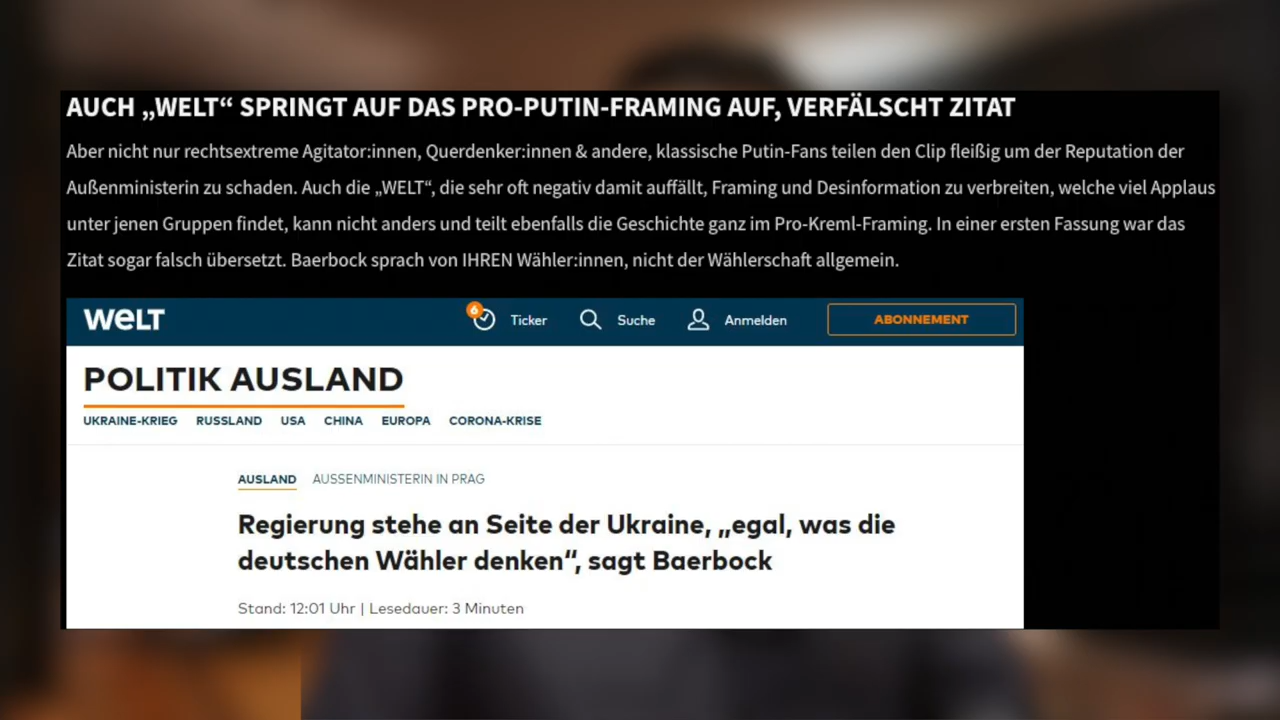 AUCH „WELT“ SPRINGT AUF DAS PRO-PUTIN-FRAMING AUF, VERFÄLSCHT ZITAT
Aber nicht nur rechtsextreme Agitator:innen, Querdenker:innen & andere, klassische Putin-Fans teilen den Clip fleißig um der Reputation der
Außenministerin zu schaden. Auch die „WELT“, die sehr oft negativ damit auffällt, Framing und Desinformation zu verbreiten, welche viel Applaus
unter jenen Gruppen findet, kann nicht anders und teilt ebenfalls die Geschichte ganz im Pro-Kreml-Framing. In einer ersten Fassung war das
Zitat sogar falsch übersetzt. Baerbock sprach von IHREN Wähler:innen, nicht der Wählerschaft allgemein.
WELT 6 Ticker Suche Anmelden ABONNEMENT
POLITIK AUSLAND
UKRAINE-KRIEG RUSSLAND USA CHINA EUROPA CORONA-KRISE
AUSLAND AUSSENMINISTERIN IN PRAG
Regierung stehe an Seite der Ukraine, „egal, was die
deutschen Wähler denken“, sagt Baerbock
Stand: 12:01 Uhr | Lesedauer: 3 Minuten